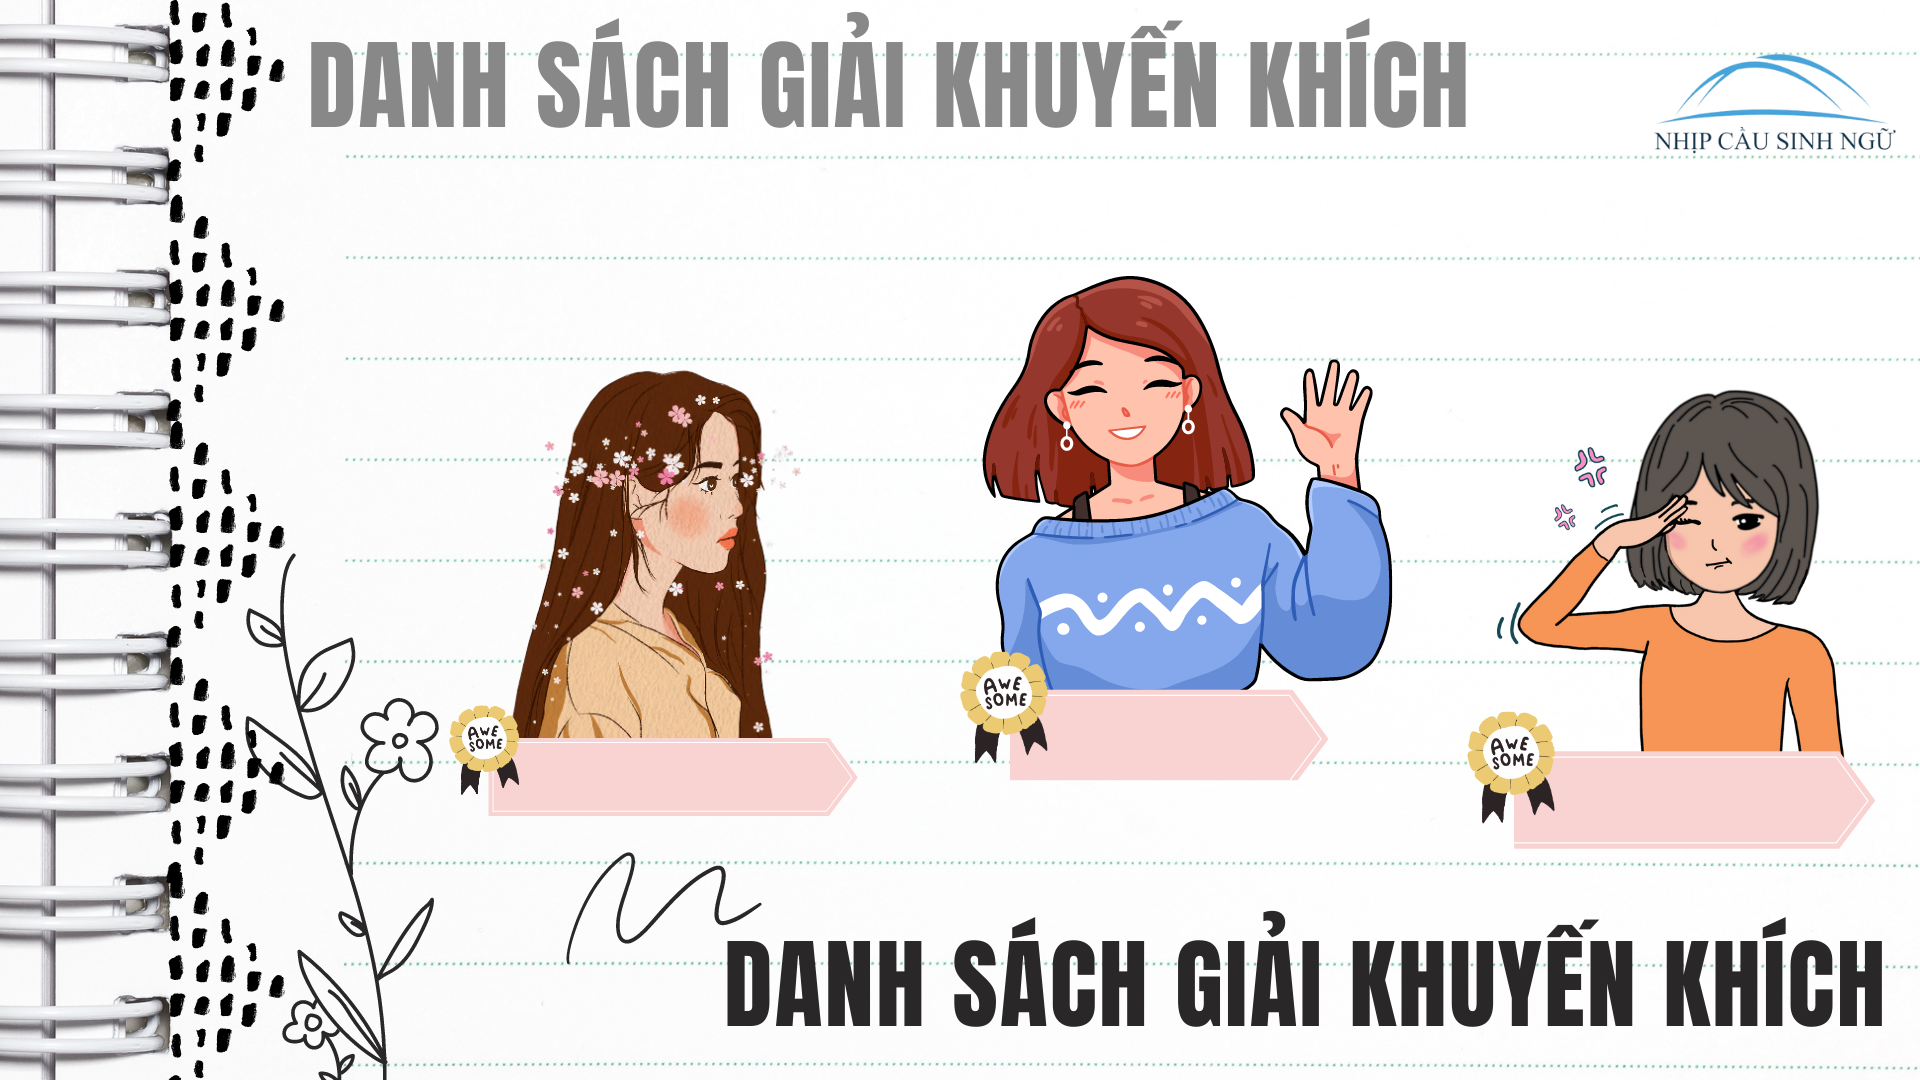 DANH SÁCH GIẢI KHUYẾN KHÍCH
NHỊP CẦU SINH NGỮ
AWE
SOME
AWE
SOME
AWE
SOME
DANH SÁCH GIẢI KHUYẾN KHÍCH